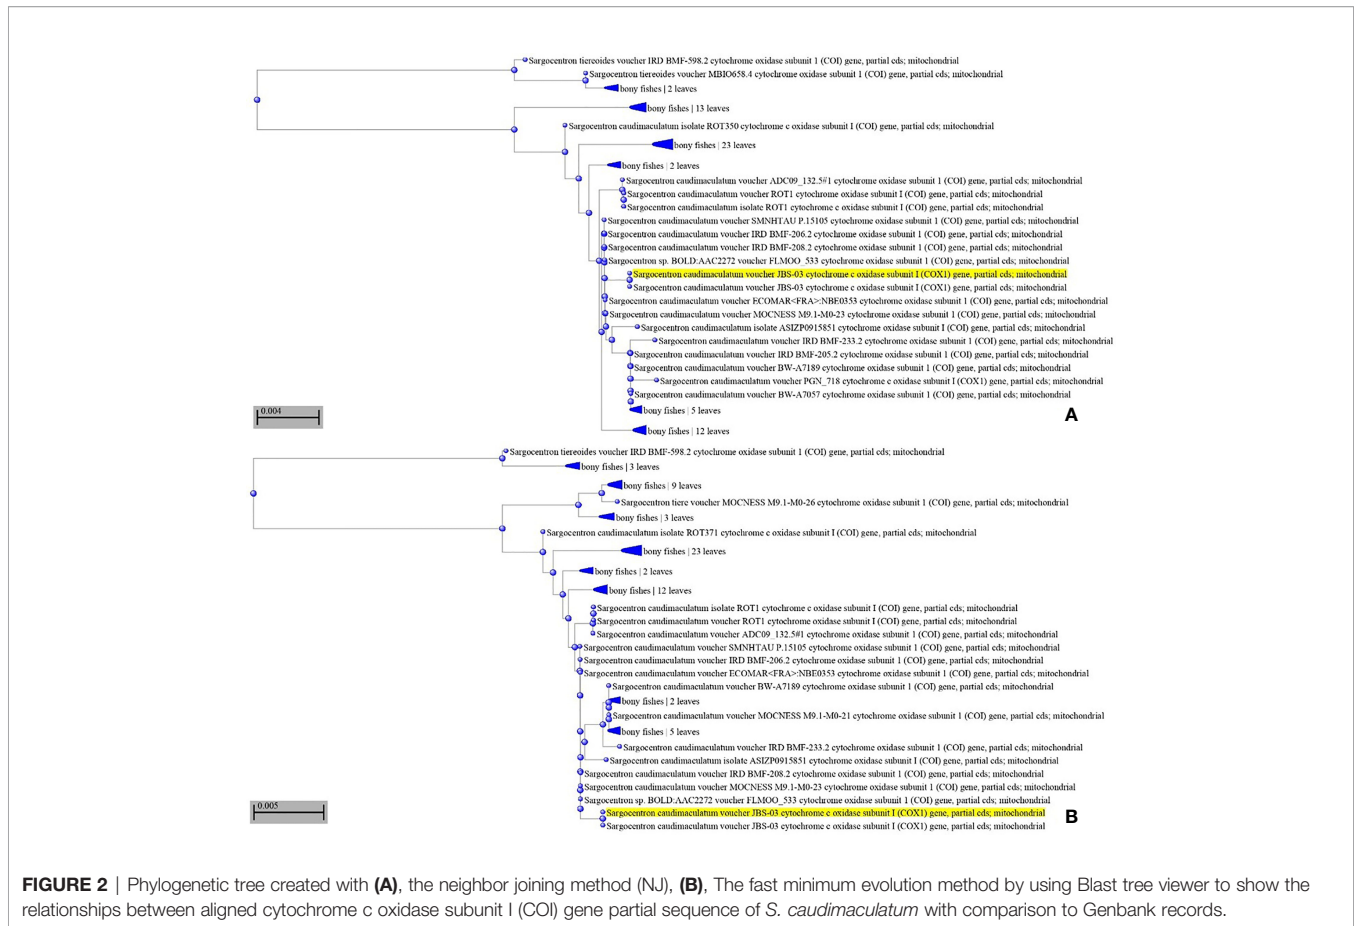 Sargocentron tiereoides voucher IRD BMF-598.2 cytochrome oxidase subunit 1 (COI) gene, partial cds; mitochondrial
Sargocentron tiereoides voucher MBIO658.4 cytochrome oxidase subunit 1 (COI) gene, partial cds; mitochondrial
bony fishes | 2 leaves
bony fishes | 13 leaves
Sargocentron caudimaculatum isolate ROT350 cytochrome c oxidase subunit I (COI) gene, partial cds; mitochondrial
bony fishes | 23 leaves
bony fishes | 2 leaves
Sargocentron caudimaculatum voucher ADC09_132.5#1 cytochrome oxidase subunit 1 (COI) gene, partial cds; mitochondrial
Sargocentron caudimaculatum voucher ROT1 cytochrome c oxidase subunit I (COI) gene, partial cds; mitochondrial
Sargocentron caudimaculatum isolate ROT1 cytochrome c oxidase subunit I (COI) gene, partial cds; mitochondrial
Sargocentron caudimaculatum voucher SMNHTAU P.15105 cytochrome oxidase subunit 1 (COI) gene, partial cds; mitochondrial
Sargocentron caudimaculatum voucher IRD BMF-206.2 cytochrome oxidase subunit 1 (COI) gene, partial cds; mitochondrial
Sargocentron caudimaculatum voucher IRD BMF-208.2 cytochrome oxidase subunit 1 (COI) gene, partial cds; mitochondrial
Sargocentron sp. BOLD:AAC2272 voucher FLMOO_533 cytochrome oxidase subunit 1 (COI) gene, partial cds; mitochondrial
Sargocentron caudimaculatum voucher JBS-03 cytochrome c oxidase subunit I (COX1) gene, partial cds; mitochondrial
Sargocentron caudimaculatum voucher JBS-03 cytochrome c oxidase subunit I (COX1) gene, partial cds; mitochondrial
Sargocentron caudimaculatum voucher ECOMAR<FRA>:NBE0353 cytochrome oxidase subunit 1 (COI) gene, partial cds; mitochondrial
Sargocentron caudimaculatum voucher MOCNESS M9.1-M0-23 cytochrome oxidase subunit 1 (COI) gene, partial cds; mitochondrial
Sargocentron caudimaculatum isolate ASIZP0915851 cytochrome oxidase subunit I (COI) gene, partial cds; mitochondrial
Sargocentron caudimaculatum voucher IRD BMF-233.2 cytochrome oxidase subunit 1 (COI) gene, partial cds; mitochondrial
Sargocentron caudimaculatum voucher IRD BMF-205.2 cytochrome oxidase subunit 1 (COI) gene, partial cds; mitochondrial
Sargocentron caudimaculatum voucher BW-A7189 cytochrome oxidase subunit 1 (COI) gene, partial cds; mitochondrial
Sargocentron caudimaculatum voucher PGN_718 cytochrome c oxidase subunit I (COX1) gene, partial cds; mitochondrial
Sargocentron caudimaculatum voucher BW-A7057 cytochrome oxidase subunit 1 (COI) gene, partial cds; mitochondrial
bony fishes | 5 leaves
0.004
A
bony fishes | 12 leaves
Sargocentron tiereoides voucher IRD BMF-598.2 cytochrome oxidase subunit 1 (COI) gene, partial cds; mitochondrial
bony fishes | 3 leaves
bony fishes | 9 leaves
Sargocentron tiere voucher MOCNESS M9.1-M0-26 cytochrome oxidase subunit 1 (COI) gene, partial cds; mitochondrial
bony fishes | 3 leaves
Sargocentron caudimaculatum isolate ROT371 cytochrome c oxidase subunit I (COI) gene, partial cds; mitochondrial
bony fishes | 23 leaves
bony fishes | 2 leaves
bony fishes | 12 leaves
Sargocentron caudimaculatum isolate ROT1 cytochrome c oxidase subunit I (COI) gene, partial cds; mitochondrial
Sargocentron caudimaculatum voucher ROT1 cytochrome c oxidase subunit I (COI) gene, partial cds; mitochondrial
Sargocentron caudimaculatum voucher ADC09_132.5#1 cytochrome oxidase subunit 1 (COI) gene, partial cds; mitochondrial
Sargocentron caudimaculatum voucher SMNHTAU P.15105 cytochrome oxidase subunit 1 (COI) gene, partial cds; mitochondrial
Sargocentron caudimaculatum voucher IRD BMF-206.2 cytochrome oxidase subunit 1 (COI) gene, partial cds; mitochondrial
Sargocentron caudimaculatum voucher ECOMAR<FRA>:NBE0353 cytochrome oxidase subunit 1 (COI) gene, partial cds; mitochondrial
Sargocentron caudimaculatum voucher BW-A7189 cytochrome oxidase subunit 1 (COI) gene, partial cds; mitochondrial
bony fishes | 2 leaves
Sargocentron caudimaculatum voucher MOCNESS M9.1-M0-21 cytochrome oxidase subunit 1 (COI) gene, partial cds; mitochondrial
bony fishes | 5 leaves
Sargocentron caudimaculatum voucher IRD BMF-233.2 cytochrome oxidase subunit 1 (COI) gene, partial cds; mitochondrial
Sargocentron caudimaculatum isolate ASIZP0915851 cytochrome oxidase subunit I (COI) gene, partial cds; mitochondrial
Sargocentron caudimaculatum voucher IRD BMF-208.2 cytochrome oxidase subunit 1 (COI) gene, partial cds; mitochondrial
Sargocentron caudimaculatum voucher MOCNESS M9.1-M0-23 cytochrome oxidase subunit 1 (COI) gene, partial cds; mitochondrial
Sargocentron sp. BOLD:AAC2272 voucher FLMOO_533 cytochrome oxidase subunit 1 (COI) gene, partial cds; mitochondrial
0.005
Sargocentron caudimaculatum voucher JBS-03 cytochrome c oxidase subunit I (COX1) gene, partial cds; mitochondrial
B
Sargocentron caudimaculatum voucher JBS-03 cytochrome c oxidase subunit I (COX1) gene, partial cds; mitochondrial
FIGURE 2 | Phylogenetic tree created with (A), the neighbor joining method (NJ), (B), The fast minimum evolution method by using Blast tree viewer to show the
relationships between aligned cytochrome c oxidase subunit I (COI) gene partial sequence of S. caudimaculatum with comparison to Genbank records.